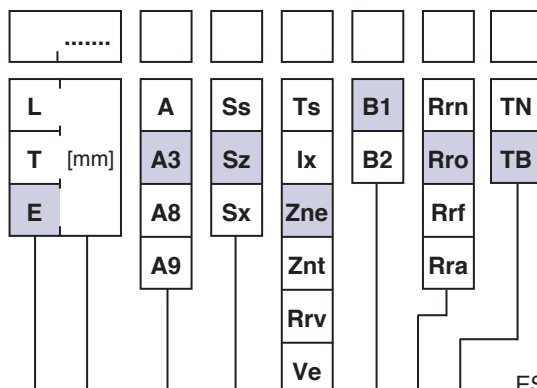 .......
L A Ss Ts B1 Rrn TN
T [mm] A3 Sz Ix B2 Rro TB
E A8 Sx Zne Rrf
A9 Znt Rra
Rrv
Ve
ES